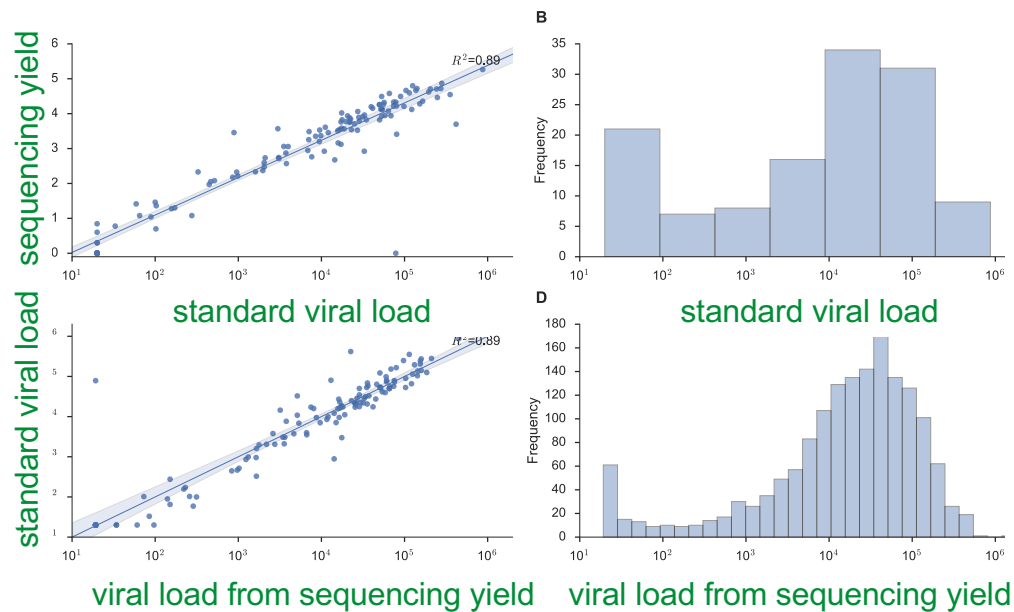 B
sequencing yield
6
5
4
3
2
1
0
R²=0.89
10¹ 10² 10³ 10⁴ 10⁵ 10⁶
standard viral load
Frequency
35
30
25
20
15
10
5
0
10¹ 10² 10³ 10⁴ 10⁵ 10⁶
standard viral load
standard viral load
6
5
4
3
2
1
=0.89
10¹ 10² 10³ 10⁴ 10⁵ 10⁶
viral load from sequencing yield
D
Frequency
180
160
140
120
100
80
60
40
20
0
10¹ 10² 10³ 10⁴ 10⁵ 10⁶
viral load from sequencing yield